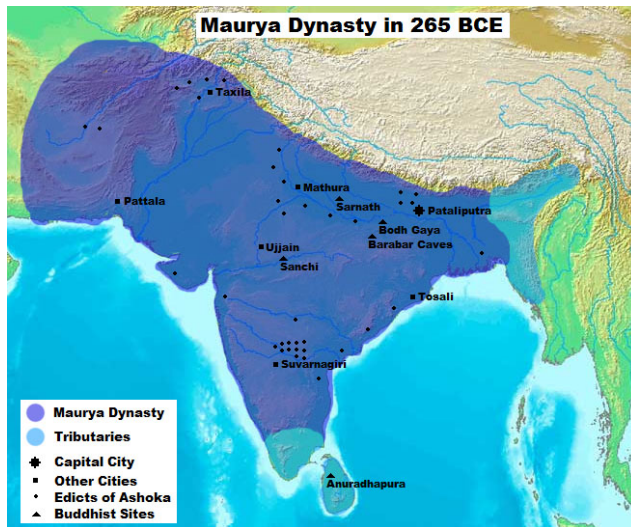 Maurya Dynasty in 265 BCE
Taxila
Mathura
Pattala
Sarnath
Pataliputra
Bodh Gaya
Barabar Caves
Ujjain
Sanchi
Tosali
Suvarnagiri
Anuradhapura
Maurya Dynasty
Tributaries
Capital City
Other Cities
Edicts of Ashoka
Buddhist Sites